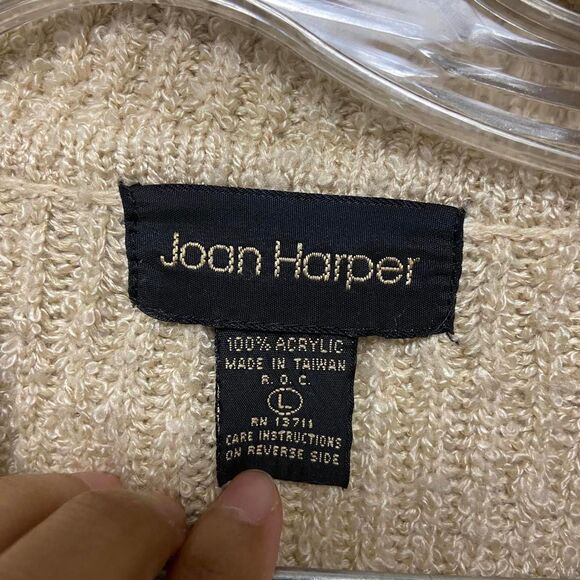 Joan Harper
100% ACRYLIC
MADE IN TAIWAN
R. O. C.
L
RN 13711
CARE INSTRUCTIONS
ON REVERSE SIDE